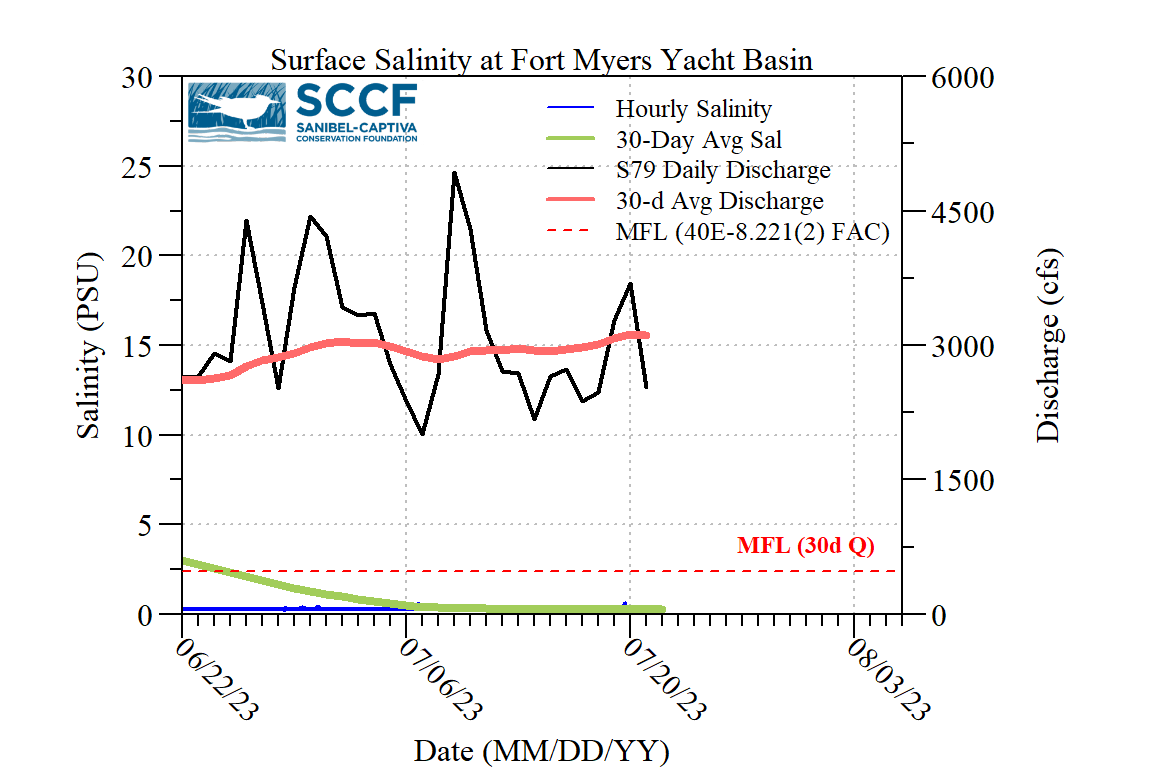 Surface Salinity at Fort Myers Yacht Basin
30
25
20
15
10
5
0
Salinity (PSU)
SCCF
SANIBEL-CAPTIVA
CONSERVATION FOUNDATION
Hourly Salinity
30-Day Avg Sal
S79 Daily Discharge
30-d Avg Discharge
MFL (40E-8.221(2) FAC)
MFL (30d Q)
6000
4500
3000
1500
0
Discharge (cfs)
06/22/23
07/06/23
07/20/23
08/03/23
Date (MM/DD/YY)